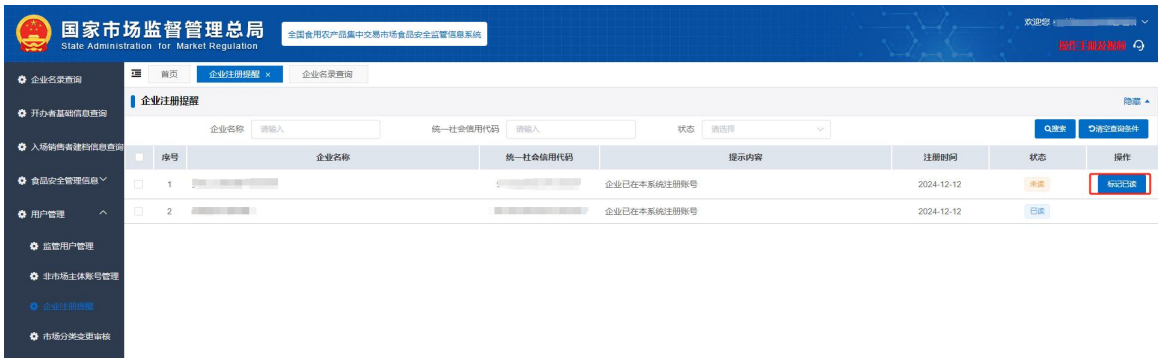 国家市场监督管理总局
State Administration for Market Regulation
全国食用农产品集中交易市场食品安全监管信息系统
欢迎您
操作手册及视频
企业名录查询
开办者基础信息查询
入场销售者建档信息查询
食品安全管理信息
用户管理
监管用户管理
非市场主体账号管理
企业注册提醒
市场分类变更审核
首页 企业注册提醒 × 企业名录查询
企业注册提醒 隐藏
企业名称 请输入 统一社会信用代码 请输入 状态 请选择 搜索 清空查询条件
序号 企业名称 统一社会信用代码 提示内容 注册时间 状态 操作
1 企业已在本系统注册账号 2024-12-12 未读 标记已读
2 企业已在本系统注册账号 2024-12-12 已读